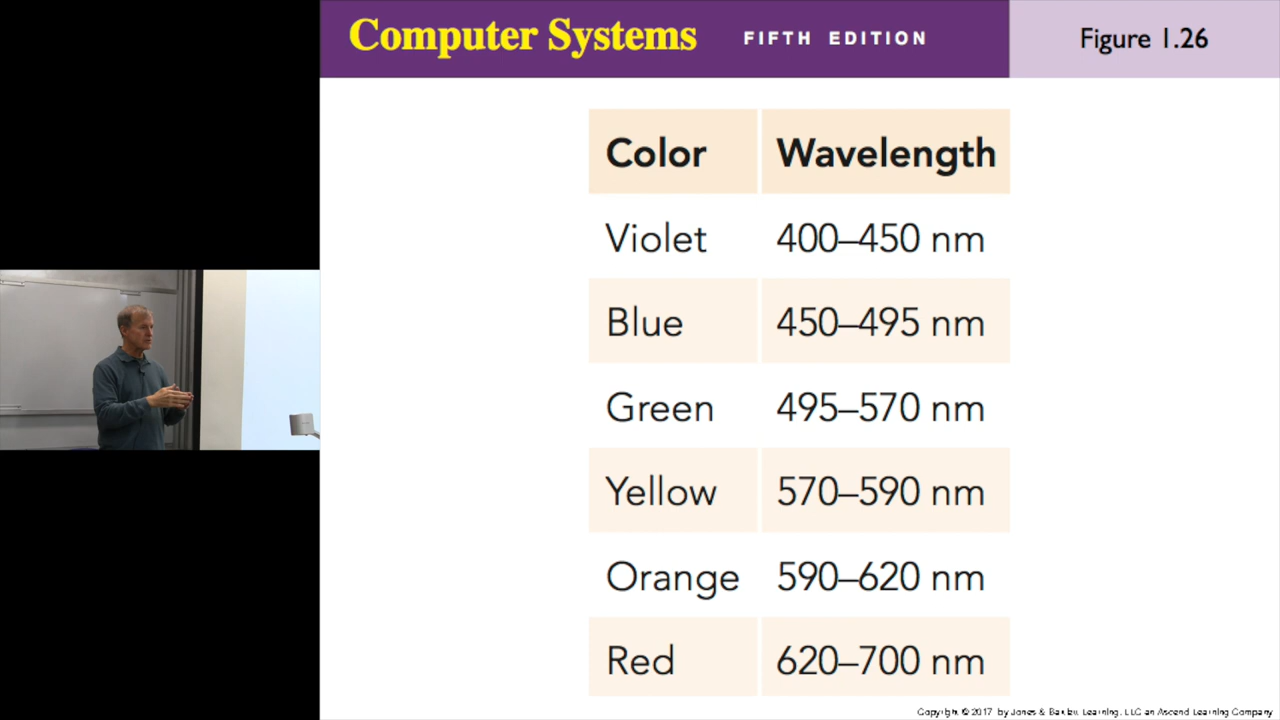 Computer Systems FIFTH EDITION Figure 1.26
Color Wavelength
Violet 400–450 nm
Blue 450–495 nm
Green 495–570 nm
Yellow 570–590 nm
Orange 590–620 nm
Red 620–700 nm
Copyright © 2017 by Jones & Bartlett Learning, LLC an Ascend Learning Company